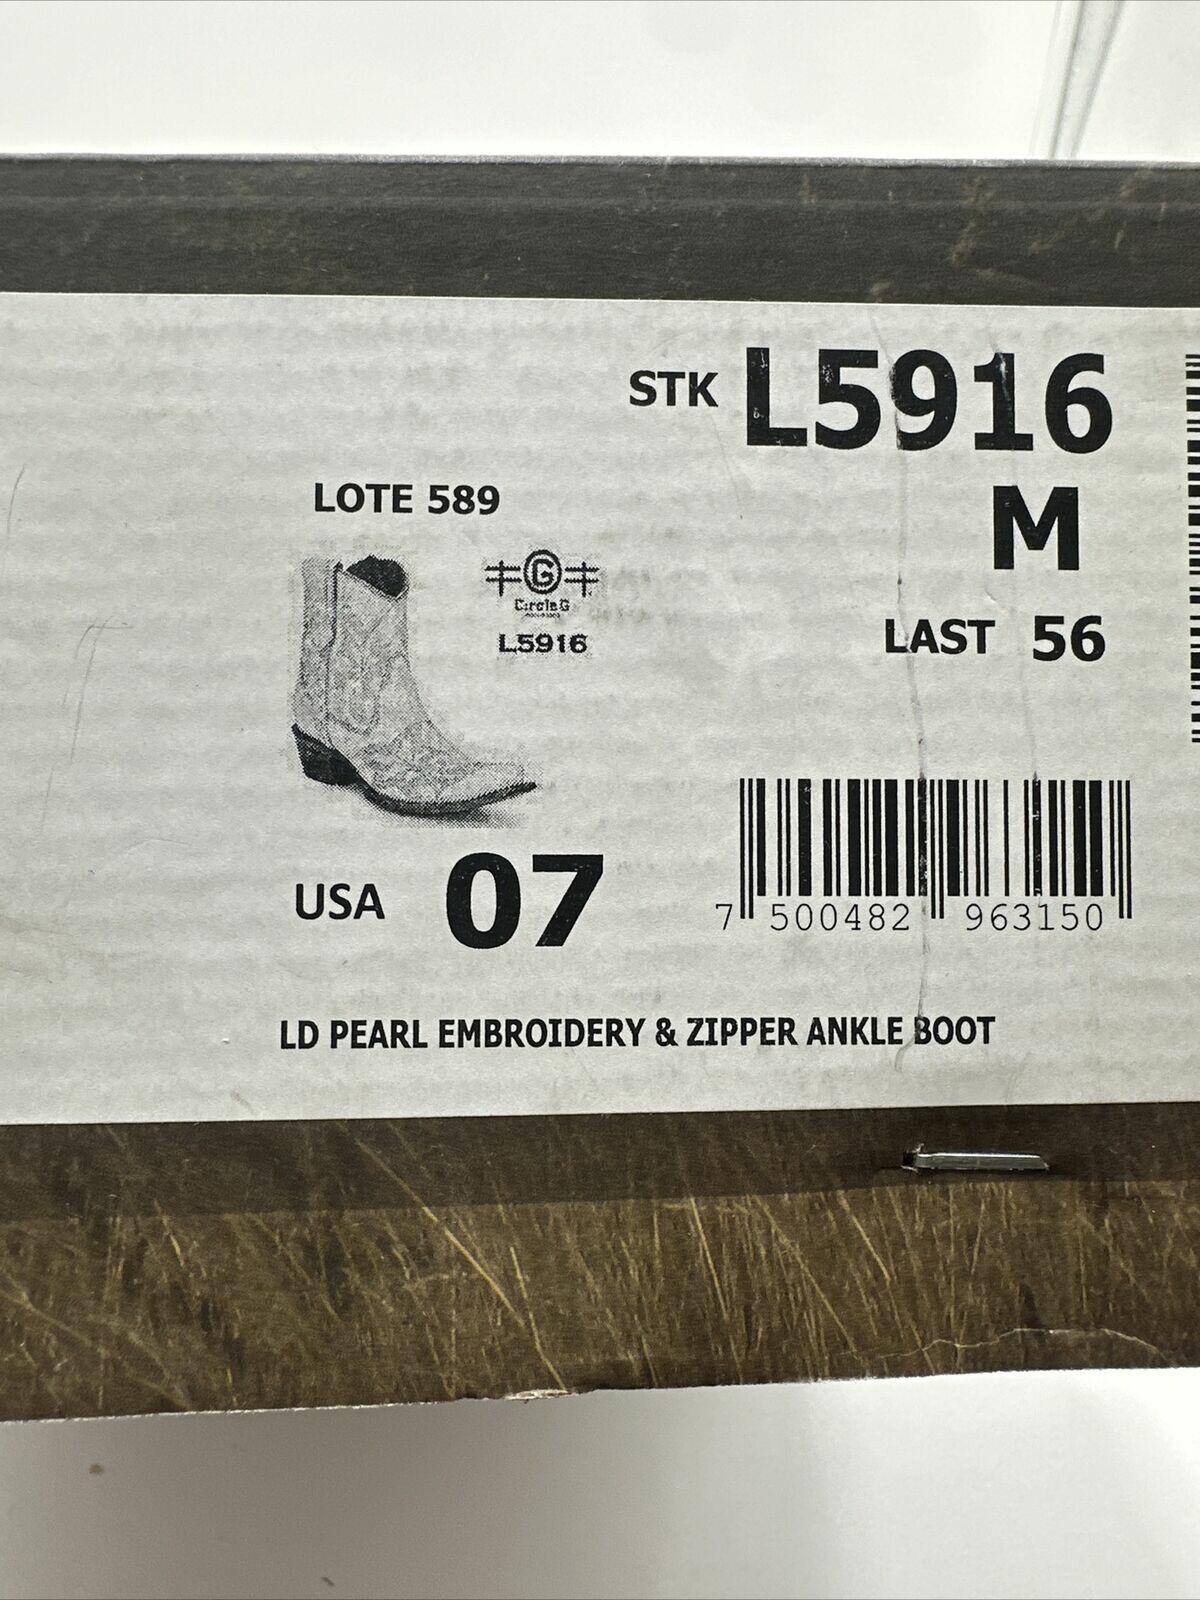 STK L5916
M
LOTE 589
G
Circle G
L5916
LAST 56
USA 07
7 500482 963150
LD PEARL EMBROIDERY & ZIPPER ANKLE BOOT